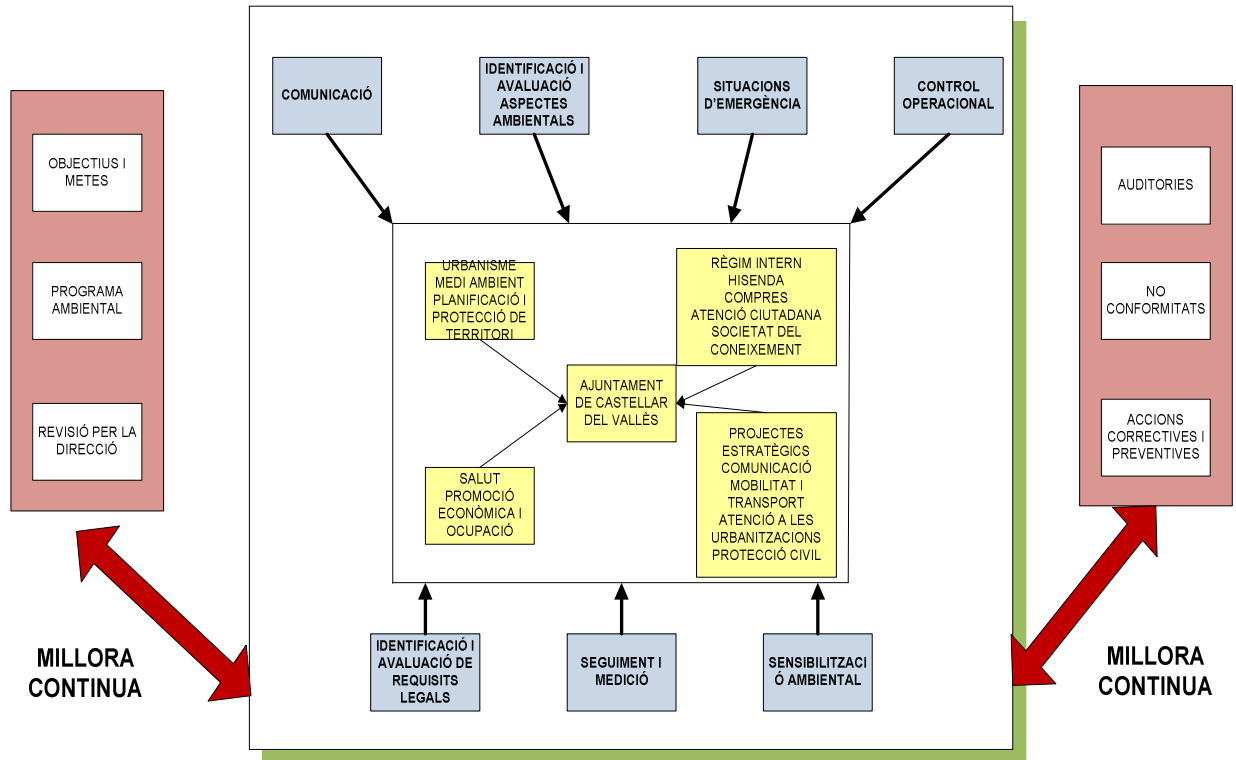 COMUNICACIÓ
IDENTIFICACIÓ I
AVALUACIÓ
ASPECTES
AMBIENTALS
SITUACIONS
D'EMERGÈNCIA
CONTROL
OPERACIONAL
OBJECTIUS I
METES
PROGRAMA
AMBIENTAL
REVISIÓ PER LA
DIRECCIÓ
MILLORA
CONTINUA
URBANISME
MEDI AMBIENT
PLANIFICACIÓ I
PROTECCIÓ DE
TERRITORI
RÈGIM INTERN
HISENDA
COMPRES
ATENCIÓ CIUTADANA
SOCIETAT DEL
CONEIXEMENT
AJUNTAMENT
DE CASTELLAR
DEL VALLÈS
SALUT
PROMOCIÓ
ECONÒMICA I
OCUPACIÓ
PROJECTES
ESTRATÈGICS
COMUNICACIÓ
MOBILITAT I
TRANSPORT
ATENCIÓ A LES
URBANITZACIONS
PROTECCIÓ CIVIL
IDENTIFICACIÓ I
AVALUACIÓ DE
REQUISITS
LEGALS
SEGUIMENT I
MEDICIÓ
SENSIBILITZACI
Ó AMBIENTAL
AUDITORIES
NO
CONFORMITATS
ACCIONS
CORRECTIVES I
PREVENTIVES
MILLORA
CONTINUA